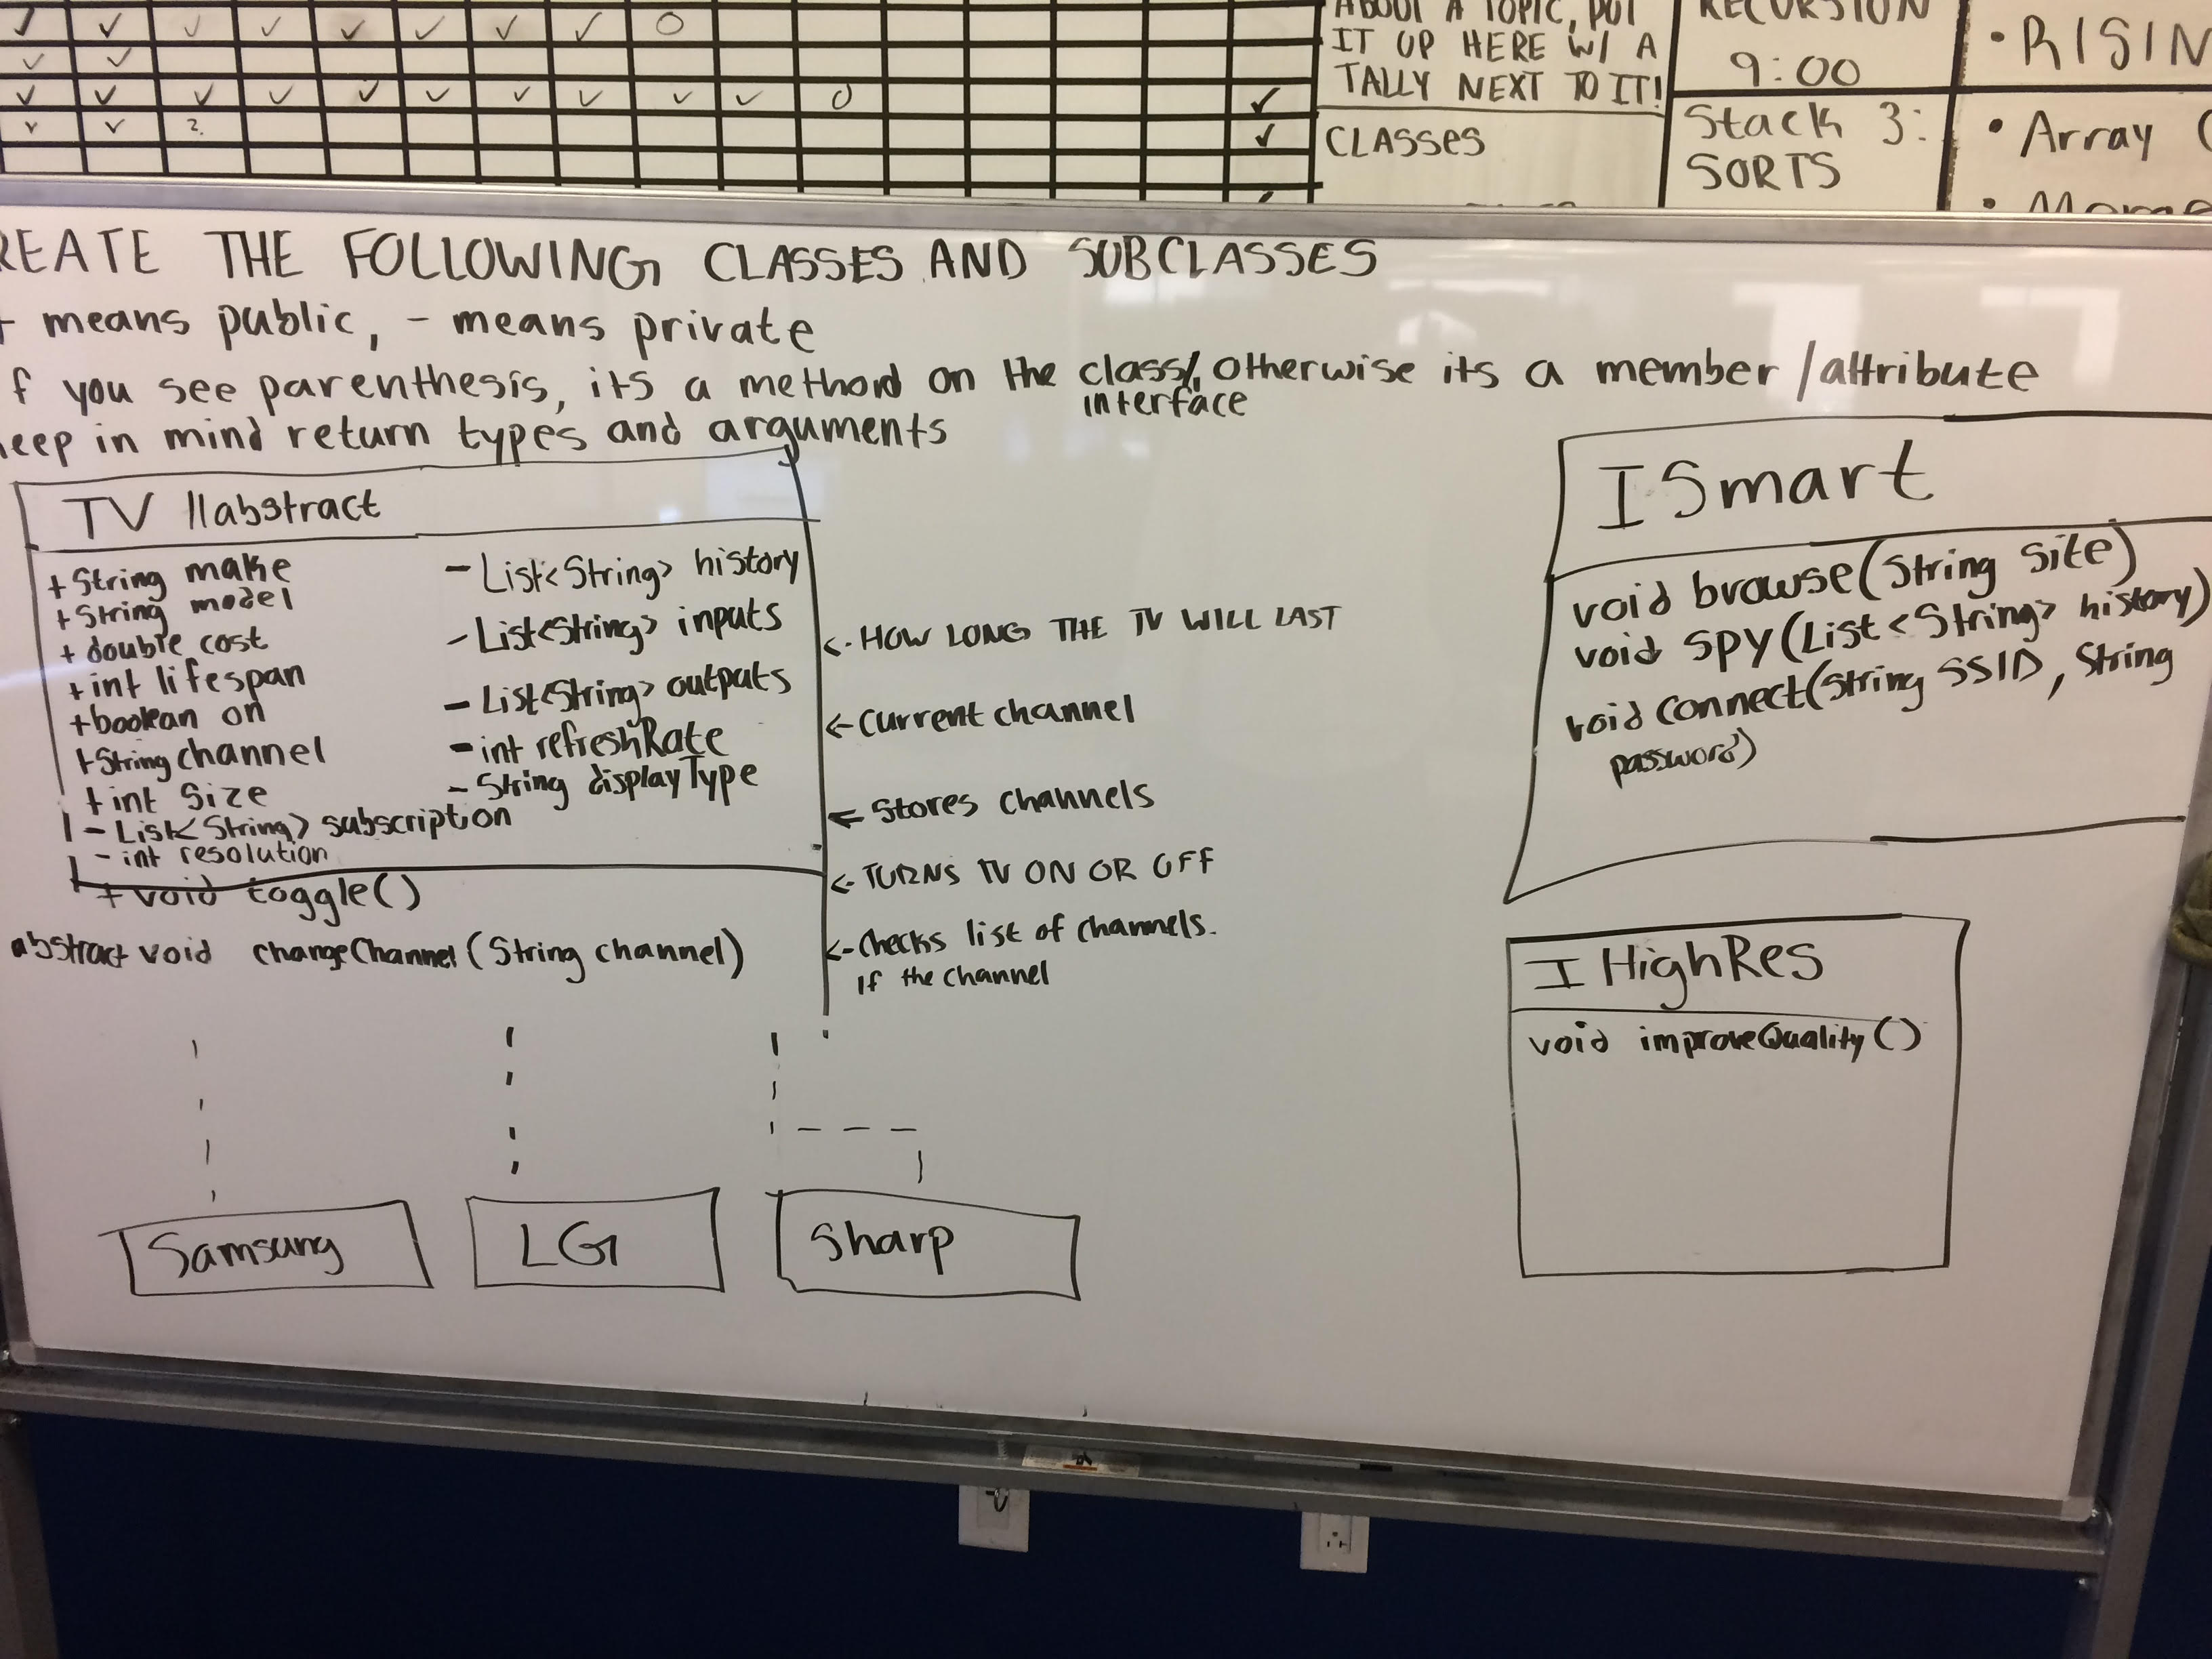 ABOUT A TOPIC, PUT
IT UP HERE W/ A
TALLY NEXT TO IT!
CLASSES
RECURSION
9:00
Stack 3:
SORTS
• RISIN
• Array (
REATE THE FOLLOWING CLASSES AND SUBCLASSES
+ means public, - means private
f you see parenthesis, its a method on the class/, otherwise its a member/attribute
interface
eep in mind return types and arguments
TV //abstract
+String make
+String model
+ double cost
+int lifespan
+boolean on
+String channel
+int size
- List<String> subscription
- int resolution
- List<String> history
- List<String> inputs
- List<String> outputs
- int refreshRate
- String displayType
+ void toggle()
abstract void changeChannel (String channel)
<- HOW LONG THE TV WILL LAST
<- Current channel
<- Stores channels
<- TURNS TV ON OR OFF
<- Checks list of channels.
if the channel
Samsung
LG
Sharp
ISmart
void browse(String site)
void spy(List<String> history)
void connect(String SSID, String
password)
IHighRes
void improveQuality()